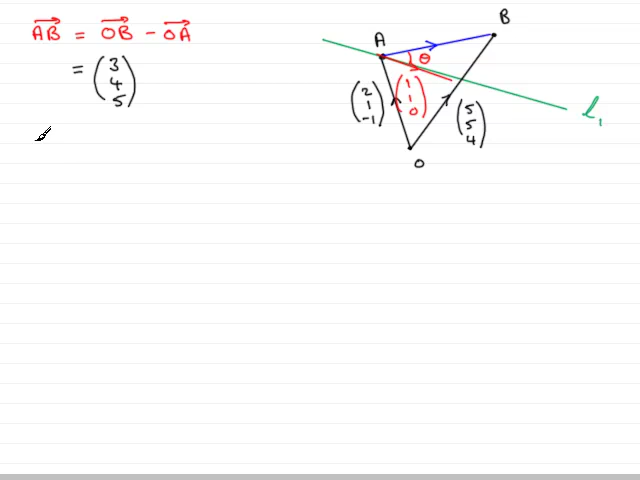 AB = OB - OA
= (3 4 5)
A
B
θ
(2 1 -1)
(1 1 0)
(5 5 4)
l₁
O